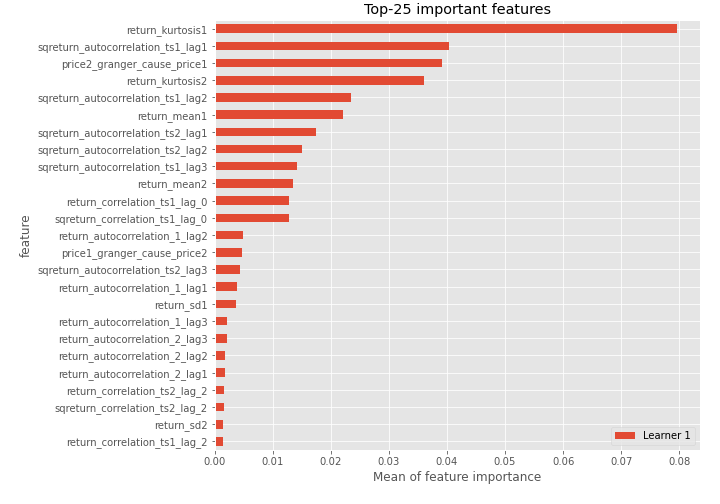 Top-25 important features
return_kurtosis1
sqreturn_autocorrelation_ts1_lag1
price2_granger_cause_price1
return_kurtosis2
sqreturn_autocorrelation_ts1_lag2
return_mean1
sqreturn_autocorrelation_ts2_lag1
sqreturn_autocorrelation_ts2_lag2
sqreturn_autocorrelation_ts1_lag3
return_mean2
return_correlation_ts1_lag_0
sqreturn_correlation_ts1_lag_0
return_autocorrelation_1_lag2
price1_granger_cause_price2
sqreturn_autocorrelation_ts2_lag3
return_autocorrelation_1_lag1
return_sd1
return_autocorrelation_1_lag3
return_autocorrelation_2_lag3
return_autocorrelation_2_lag2
return_autocorrelation_2_lag1
return_correlation_ts2_lag_2
sqreturn_correlation_ts2_lag_2
return_sd2
return_correlation_ts1_lag_2
feature
Learner 1
0.00 0.01 0.02 0.03 0.04 0.05 0.06 0.07 0.08
Mean of feature importance